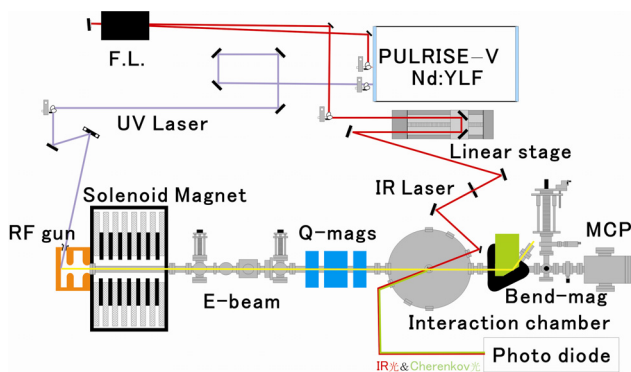 F.L.
PULRISE-V
Nd:YLF
UV Laser
Linear stage
Solenoid Magnet
IR Laser
RF gun
Q-mags
MCP
E-beam
Bend-mag
Interaction chamber
Photo diode
IR光&Cherenkov光